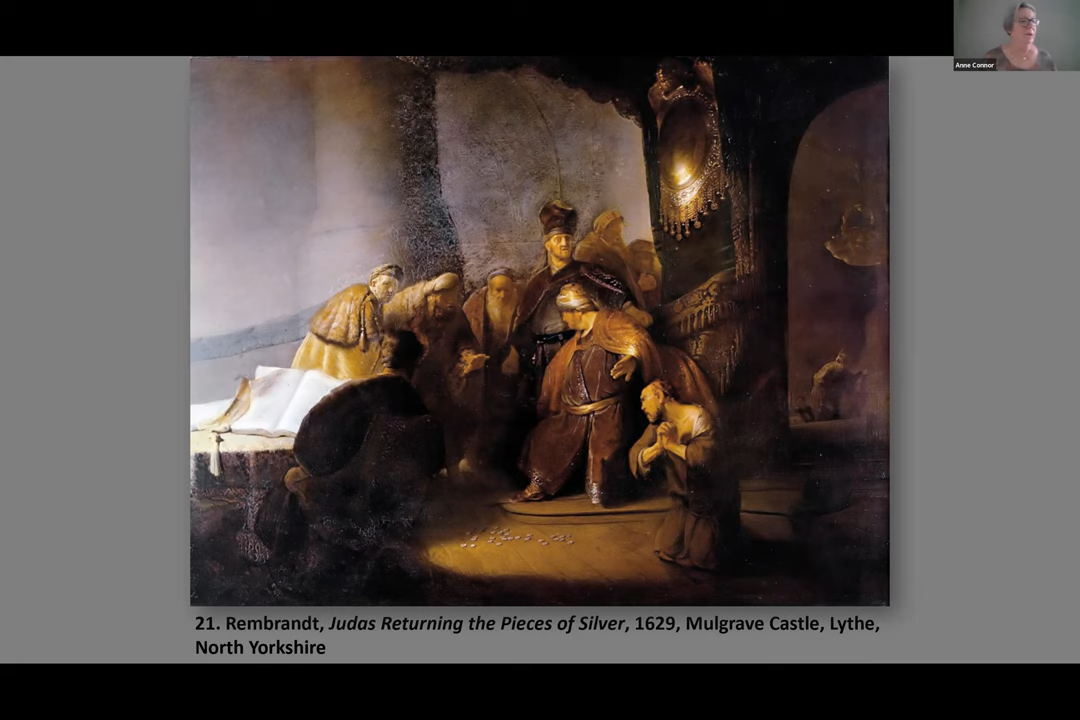 Anne Connor
21. Rembrandt, Judas Returning the Pieces of Silver, 1629, Mulgrave Castle, Lythe,
North Yorkshire